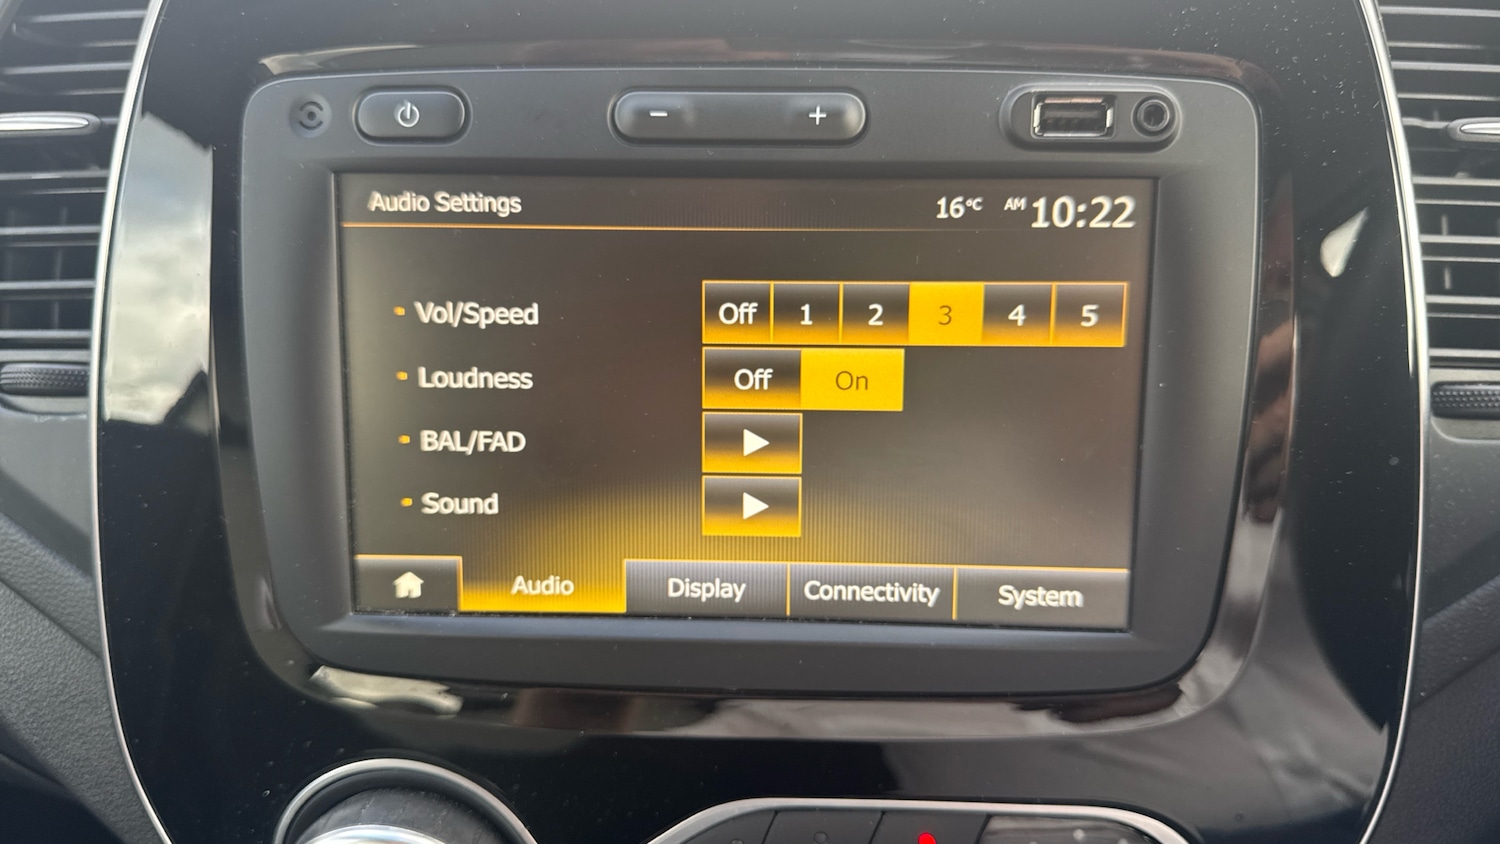 − +
Audio Settings 16°C AM 10:22
Vol/Speed Off 1 2 3 4 5
Loudness Off On
BAL/FAD
Sound
Audio Display Connectivity System